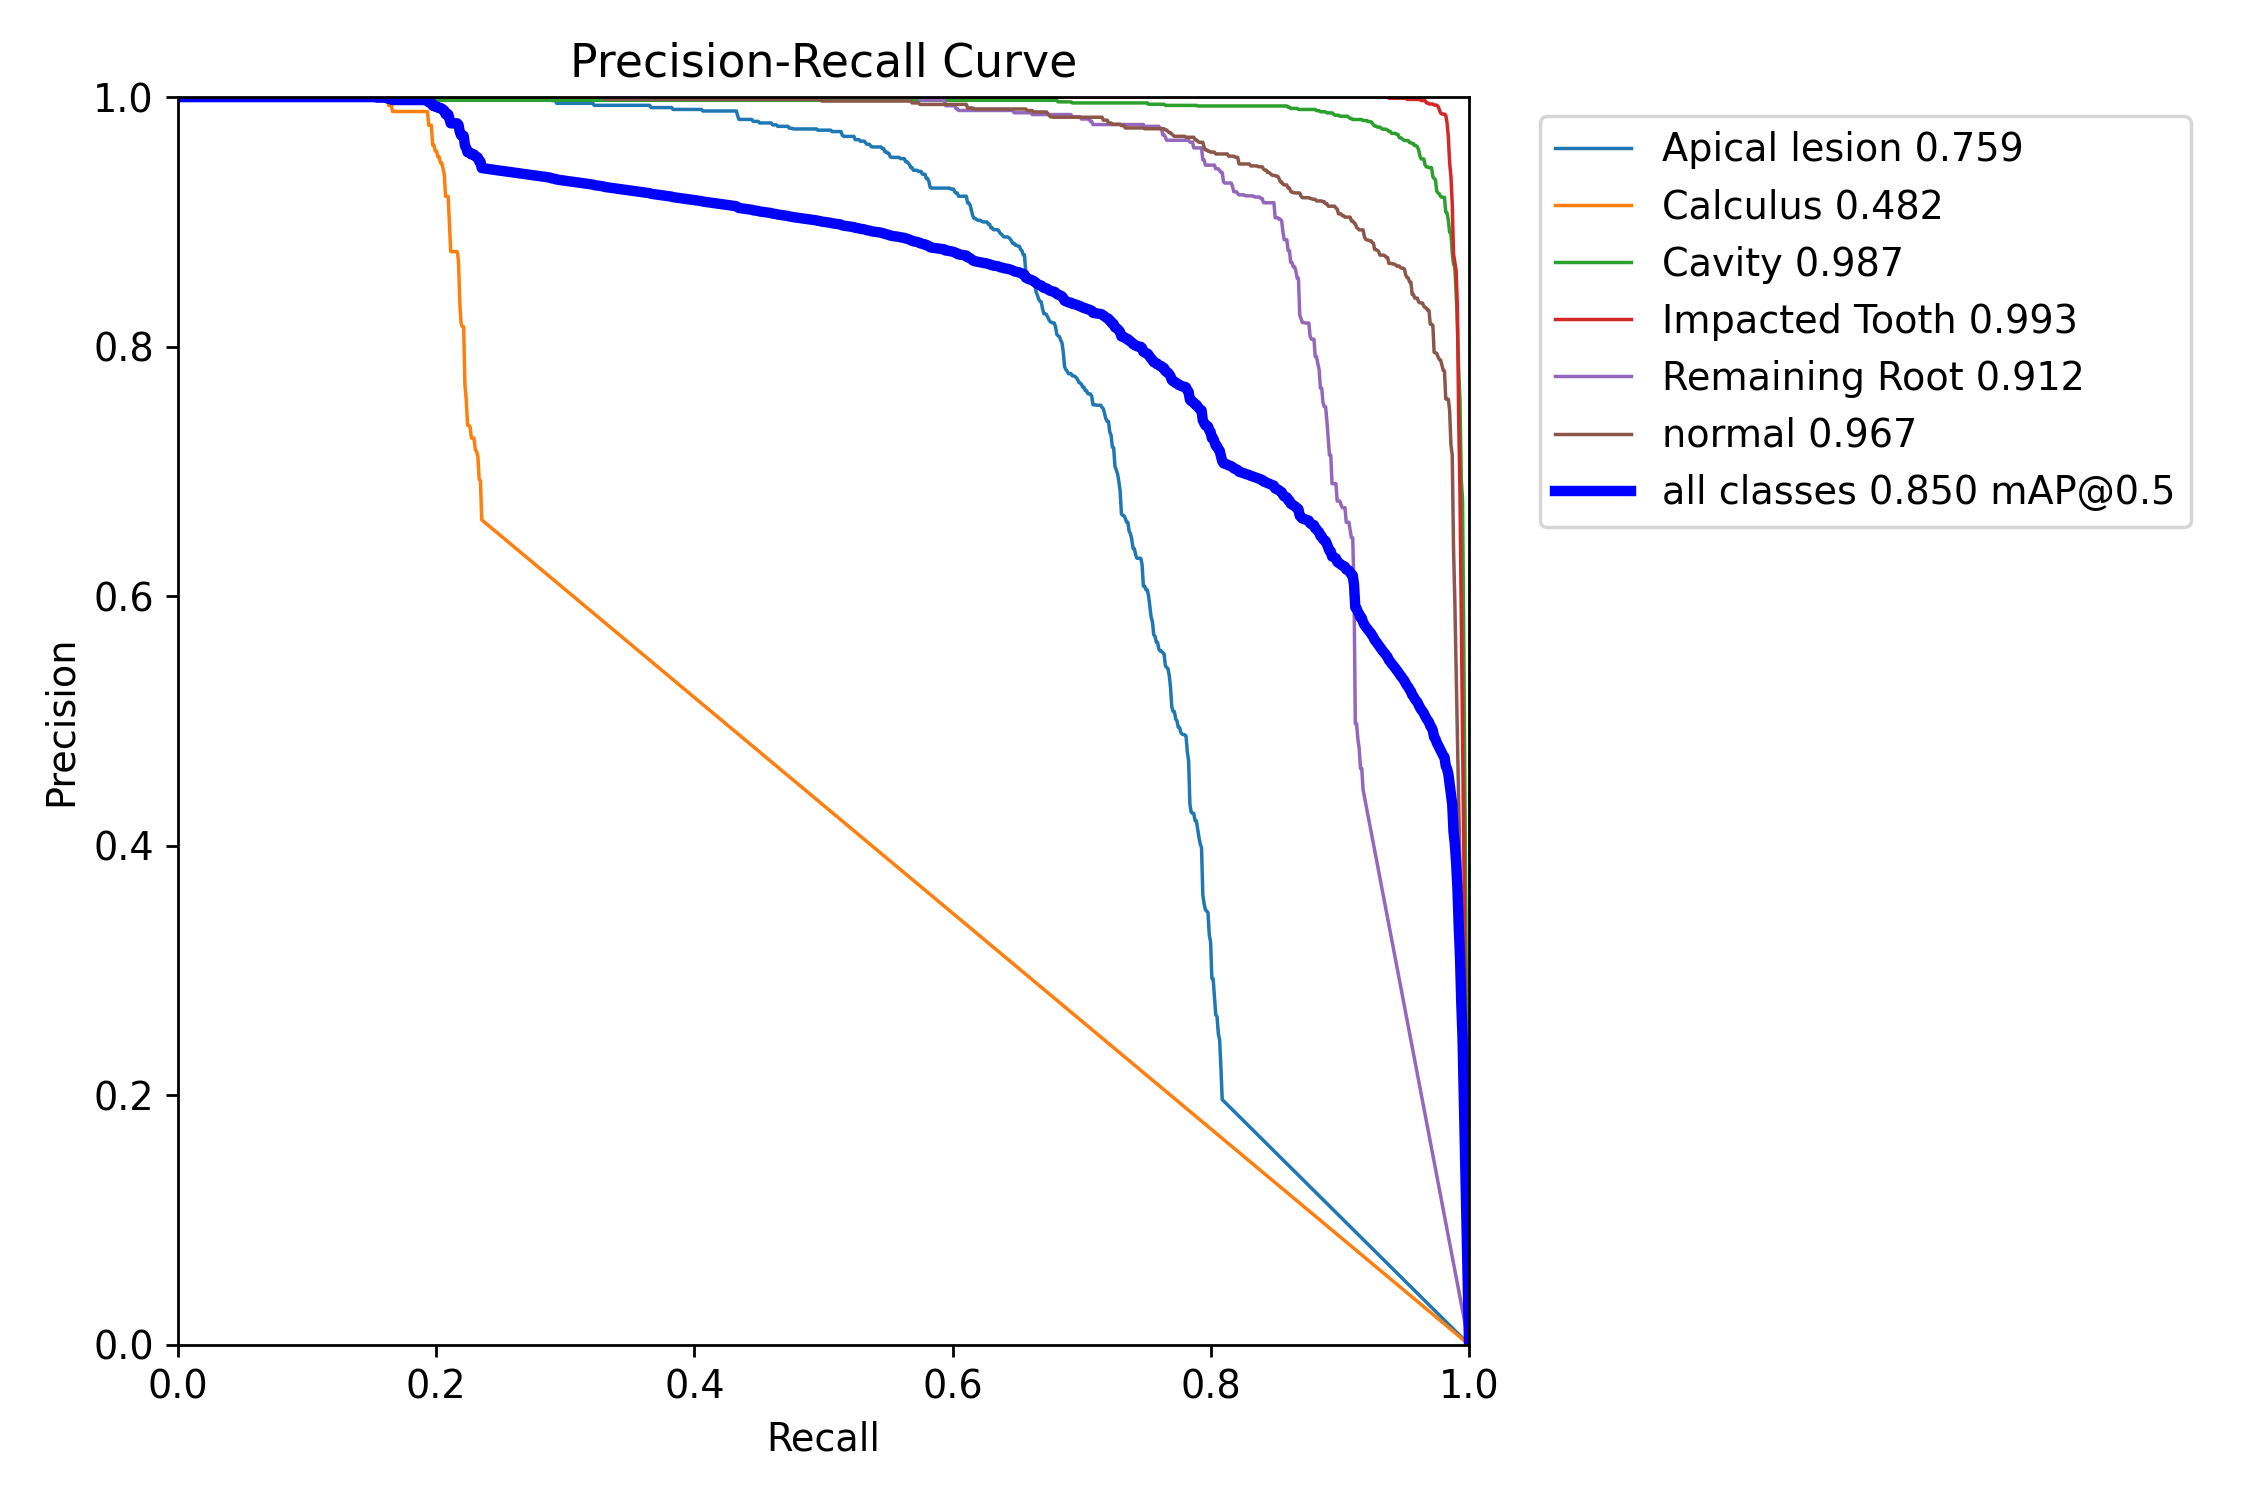 Precision-Recall Curve
1.0
0.8
0.6
0.4
0.2
0.0
Precision
0.0 0.2 0.4 0.6 0.8 1.0
Recall
Apical lesion 0.759
Calculus 0.482
Cavity 0.987
Impacted Tooth 0.993
Remaining Root 0.912
normal 0.967
all classes 0.850 mAP@0.5